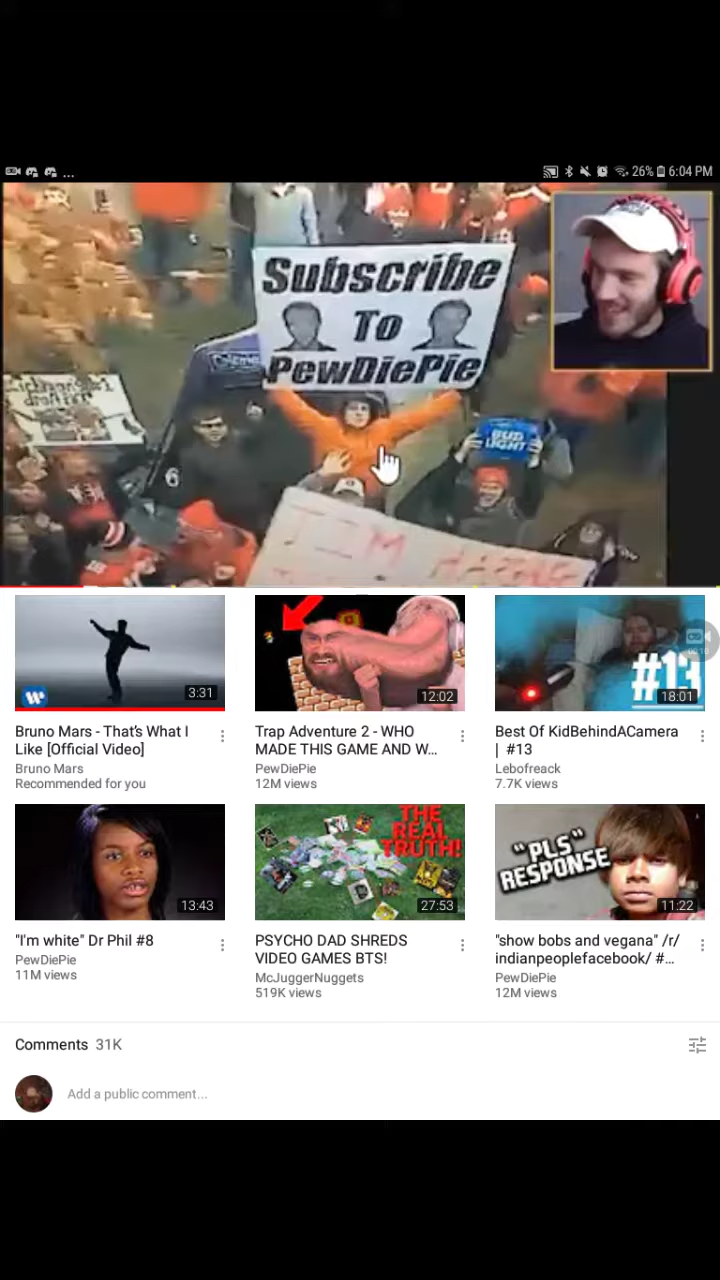 ... 26% 6:04 PM
Subscribe
To
PewDiePie
6
BUD
LIGHT
I'M
3:31
12:02
#13
18:01
00:10
Bruno Mars - That's What I
Like [Official Video]
Bruno Mars
Recommended for you
Trap Adventure 2 - WHO
MADE THIS GAME AND W...
PewDiePie
12M views
Best Of KidBehindACamera
| #13
Lebofreack
7.7K views
13:43
THE
REAL
TRUTH!
27:53
"PLS"
RESPONSE
11:22
"I'm white" Dr Phil #8
PewDiePie
11M views
PSYCHO DAD SHREDS
VIDEO GAMES BTS!
McJuggerNuggets
519K views
"show bobs and vegana" /r/
indianpeoplefacebook/ #...
PewDiePie
12M views
Comments 31K
Add a public comment...